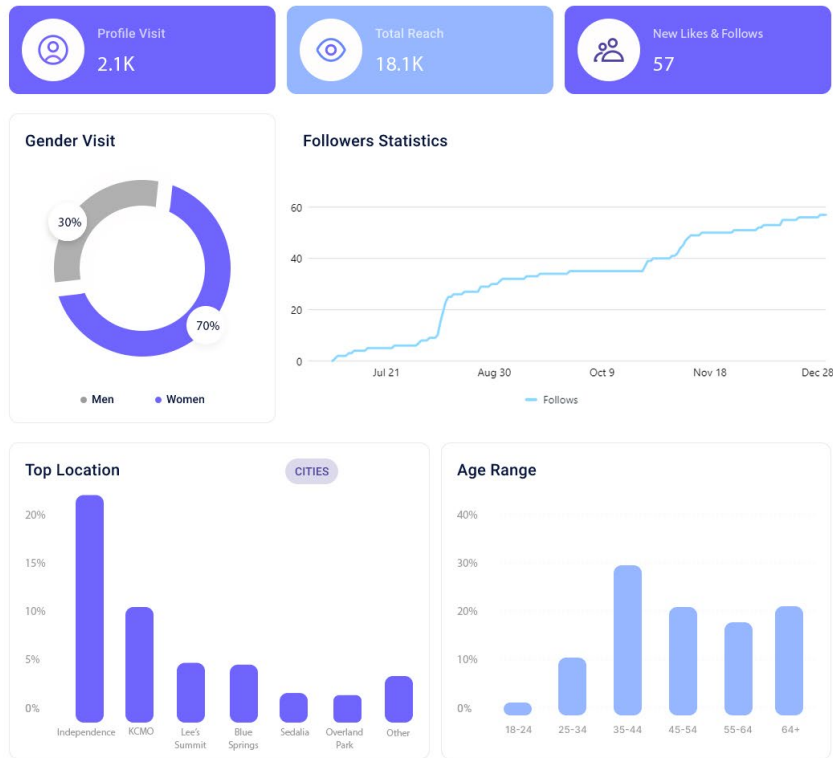 Profile Visit
2.1K
Total Reach
18.1K
New Likes & Follows
57
Gender Visit
30%
70%
Men
Women
Followers Statistics
60
40
20
0
Jul 21
Aug 30
Oct 9
Nov 18
Dec 28
Follows
Top Location
CITIES
20%
15%
10%
5%
0%
Independence
KCMO
Lee's
Summit
Blue
Springs
Sedalia
Overland
Park
Other
Age Range
40%
30%
20%
10%
0%
18-24
25-34
35-44
45-54
55-64
64+